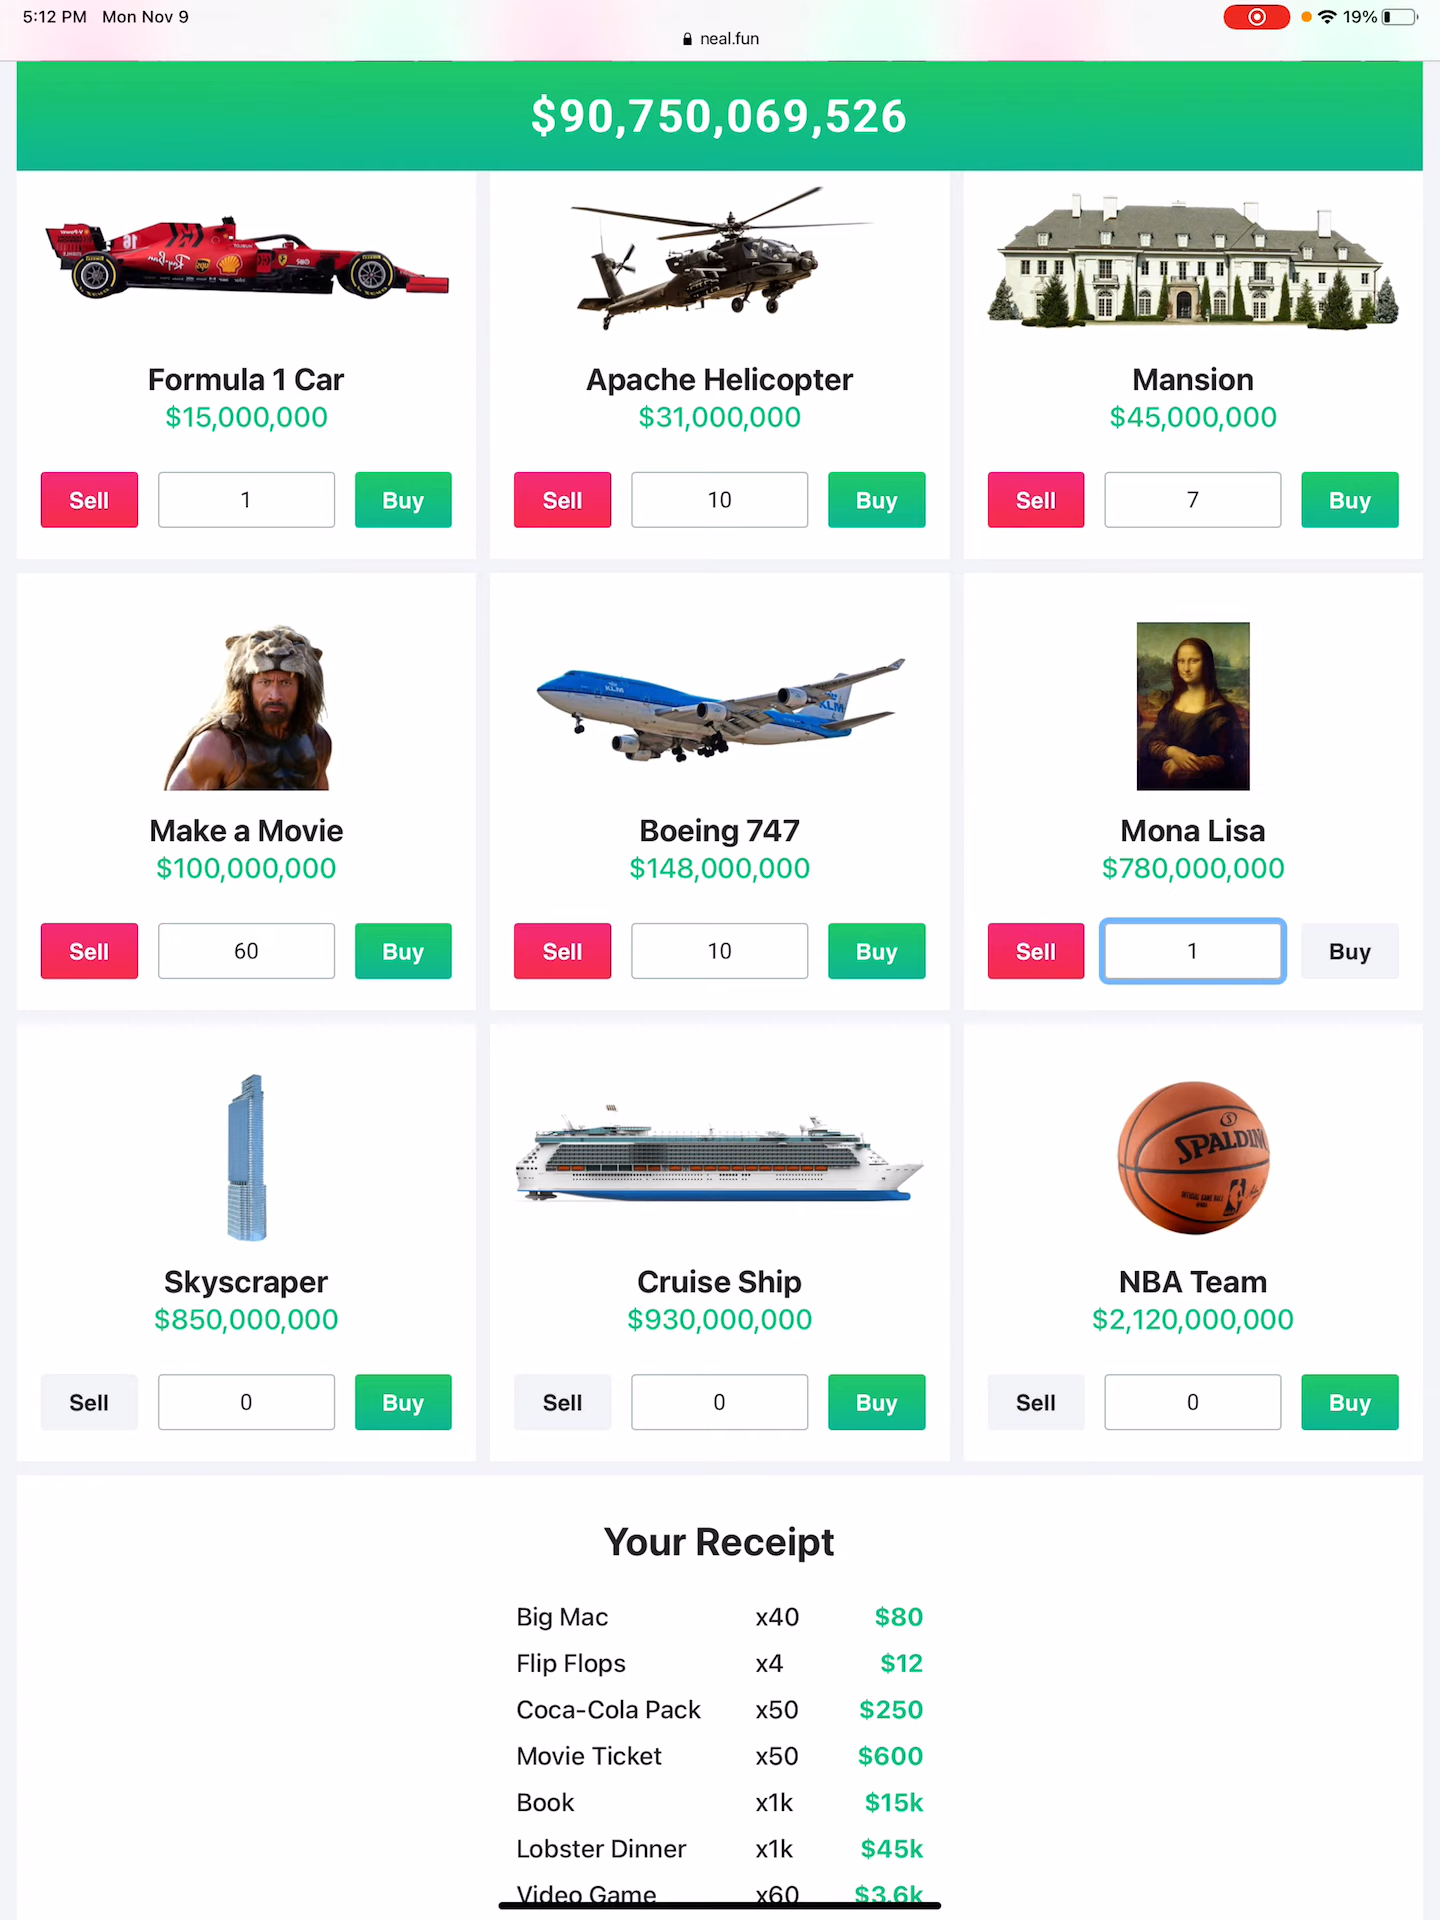 5:12 PM Mon Nov 9
19%
neal.fun
$90,750,069,526
Formula 1 Car
$15,000,000
Sell 1 Buy
Apache Helicopter
$31,000,000
Sell 10 Buy
Mansion
$45,000,000
Sell 7 Buy
Make a Movie
$100,000,000
Sell 60 Buy
KLM
KLM
Boeing 747
$148,000,000
Sell 10 Buy
Mona Lisa
$780,000,000
Sell 1 Buy
Skyscraper
$850,000,000
Sell 0 Buy
Cruise Ship
$930,000,000
Sell 0 Buy
SPALDING
NBA Team
$2,120,000,000
Sell 0 Buy
Your Receipt
Big Mac x40 $80
Flip Flops x4 $12
Coca-Cola Pack x50 $250
Movie Ticket x50 $600
Book x1k $15k
Lobster Dinner x1k $45k
Video Game x60 $3.6k